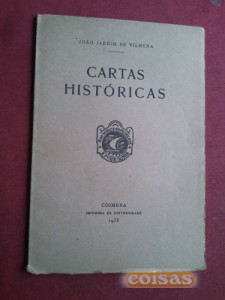 JOÃO JARDIM DE VILHENA
CARTAS
HISTÓRICAS
COIMBRA
IMPRENSA DA UNIVERSIDADE
coisas